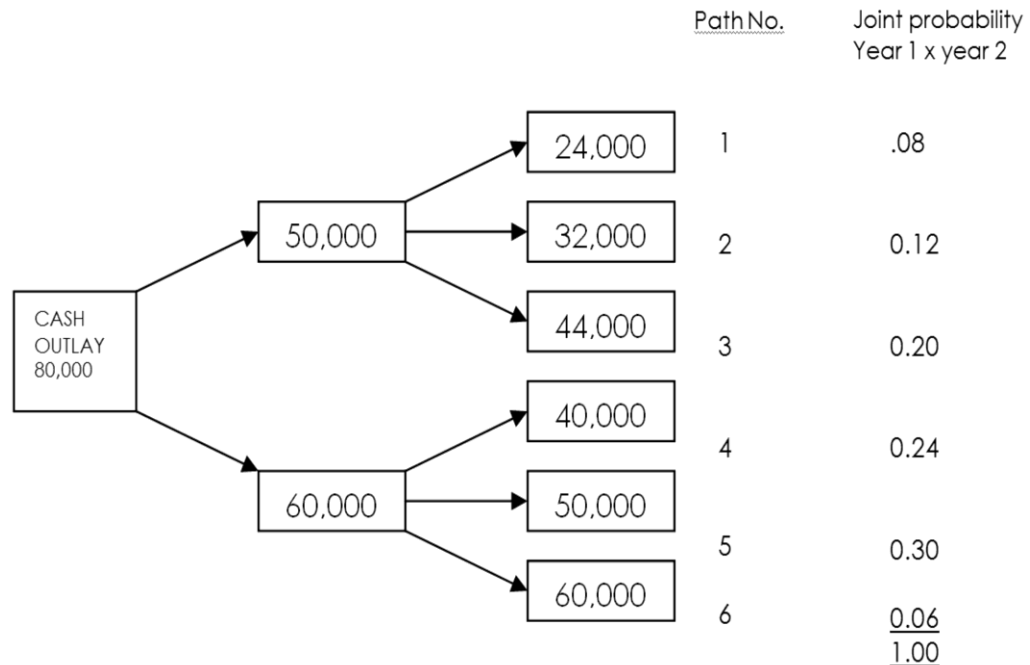 Path No. Joint probability
Year 1 x year 2
24,000 1 .08
50,000 32,000 2 0.12
CASH
OUTLAY
80,000
44,000 3 0.20
40,000 4 0.24
60,000 50,000 5 0.30
60,000 6 0.06
1.00